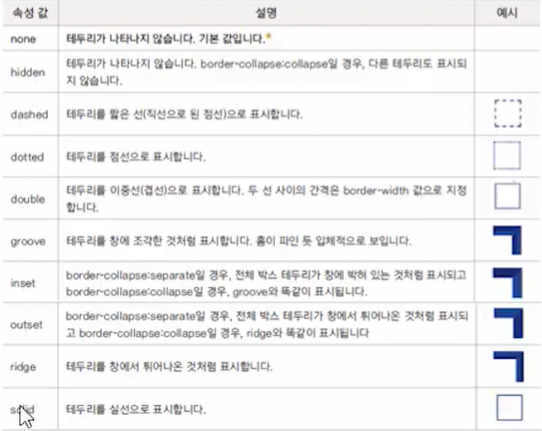 속성 값 설명 예시
none 테두리가 나타나지 않습니다. 기본 값입니다.*
hidden 테두리가 나타나지 않습니다. border-collapse:collapse일 경우, 다른 테두리도 표시되
지 않습니다.
dashed 테두리를 짧은 선(직선으로 된 점선)으로 표시합니다.
dotted 테두리를 점선으로 표시합니다.
double 테두리를 이중선(겹선)으로 표시합니다. 두 선 사이의 간격은 border-width 값으로 지정
합니다.
groove 테두리를 창에 조각한 것처럼 표시합니다. 홈이 파인 듯 입체적으로 보입니다.
inset border-collapse:separate일 경우, 전체 박스 테두리가 창에 박혀 있는 것처럼 표시되고
border-collapse:collapse일 경우, groove와 똑같이 표시됩니다.
outset border-collapse:separate일 경우, 전체 박스 테두리가 창에서 튀어나온 것처럼 표시되
고 border-collapse:collapse일 경우, ridge와 똑같이 표시됩니다
ridge 테두리를 창에서 튀어나온 것처럼 표시합니다.
solid 테두리를 실선으로 표시합니다.